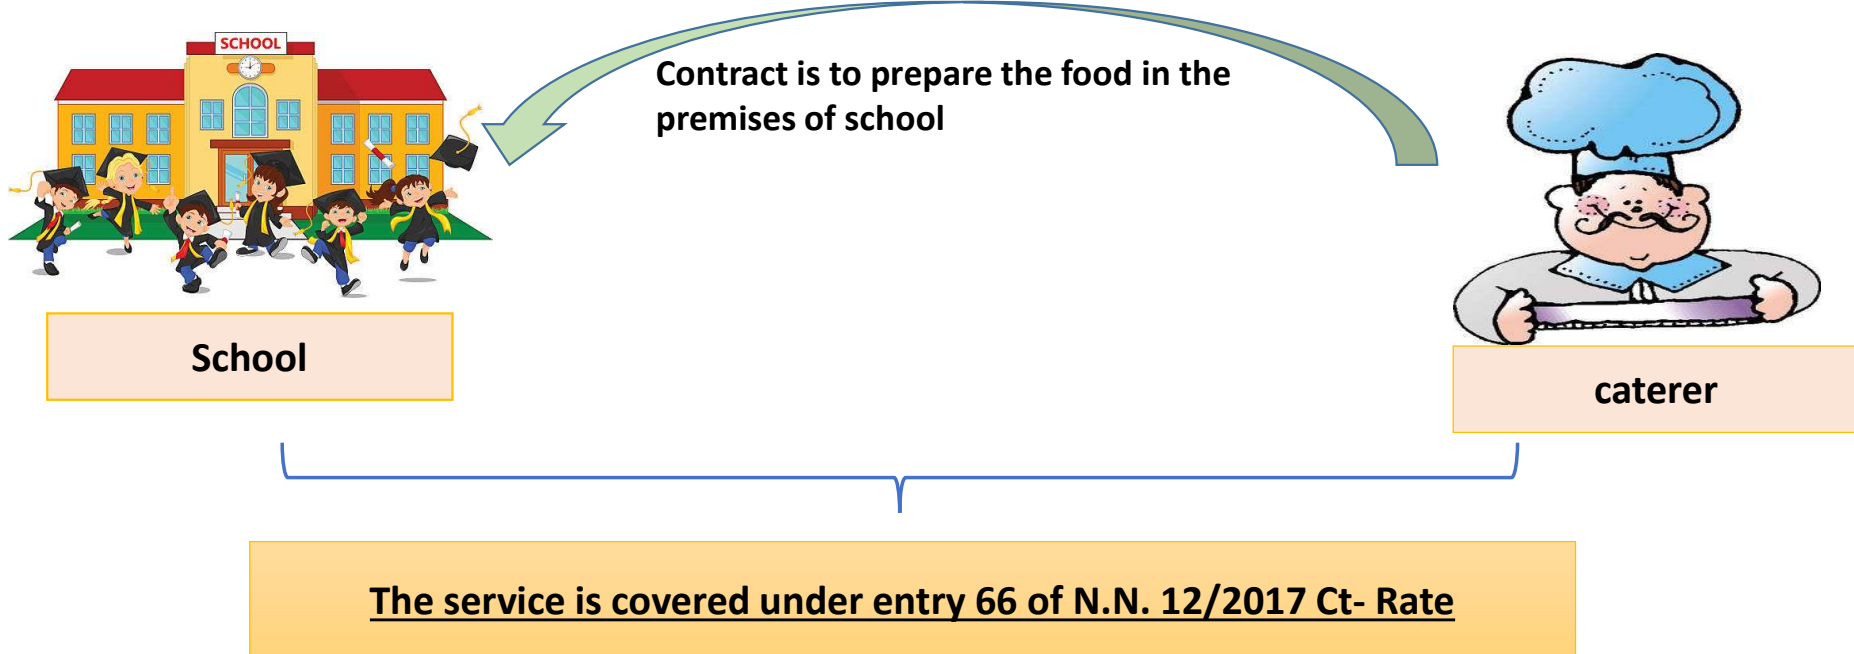 SCHOOL
Contract is to prepare the food in the
premises of school
School
caterer
The service is covered under entry 66 of N.N. 12/2017 Ct- Rate